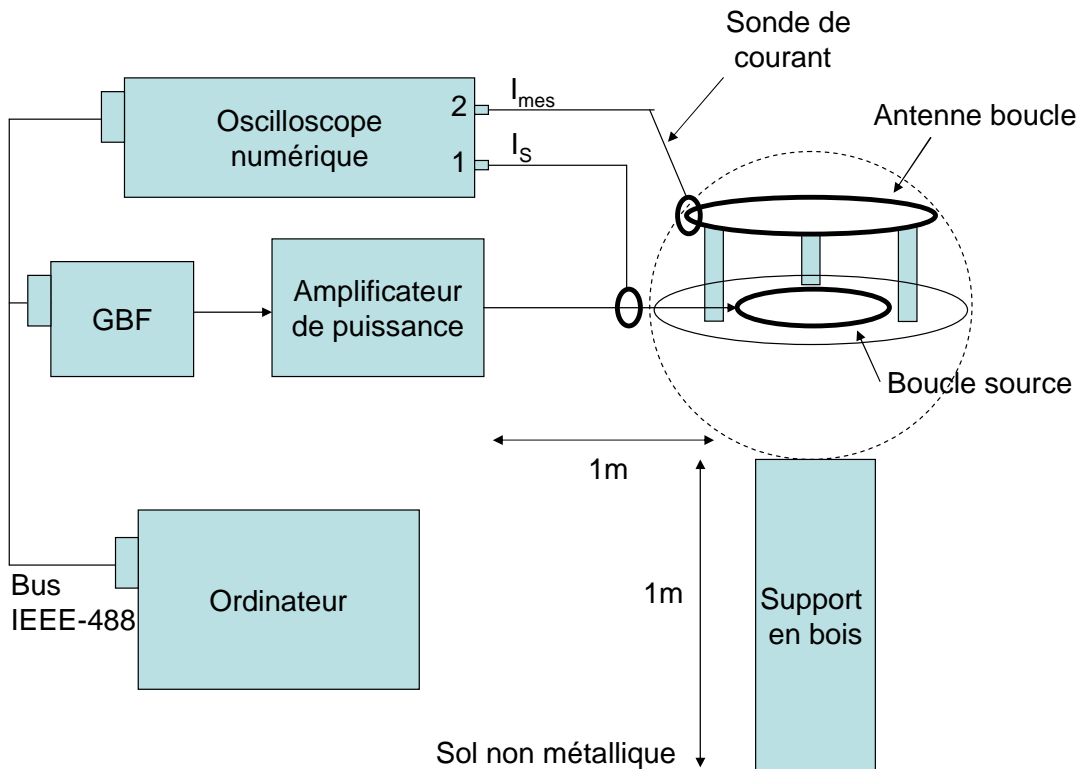 Sonde de
courant
Oscilloscope
numérique
2
1
I_mes
I_S
Antenne boucle
GBF
Amplificateur
de puissance
Boucle source
1m
1m
Bus
IEEE-488
Ordinateur
Support
en bois
Sol non métallique